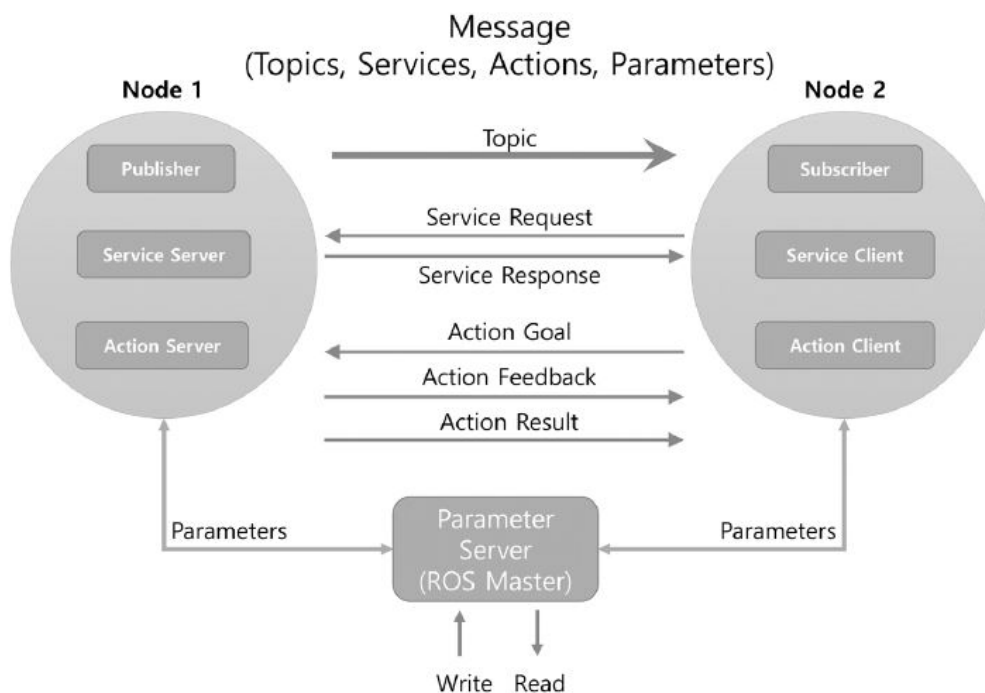 Message
(Topics, Services, Actions, Parameters)
Node 1
Node 2
Topic
Publisher
Subscriber
Service Request
Service Server
Service Client
Service Response
Action Goal
Action Server
Action Client
Action Feedback
Action Result
Parameters
Parameter
Server
(ROS Master)
Parameters
Write
Read